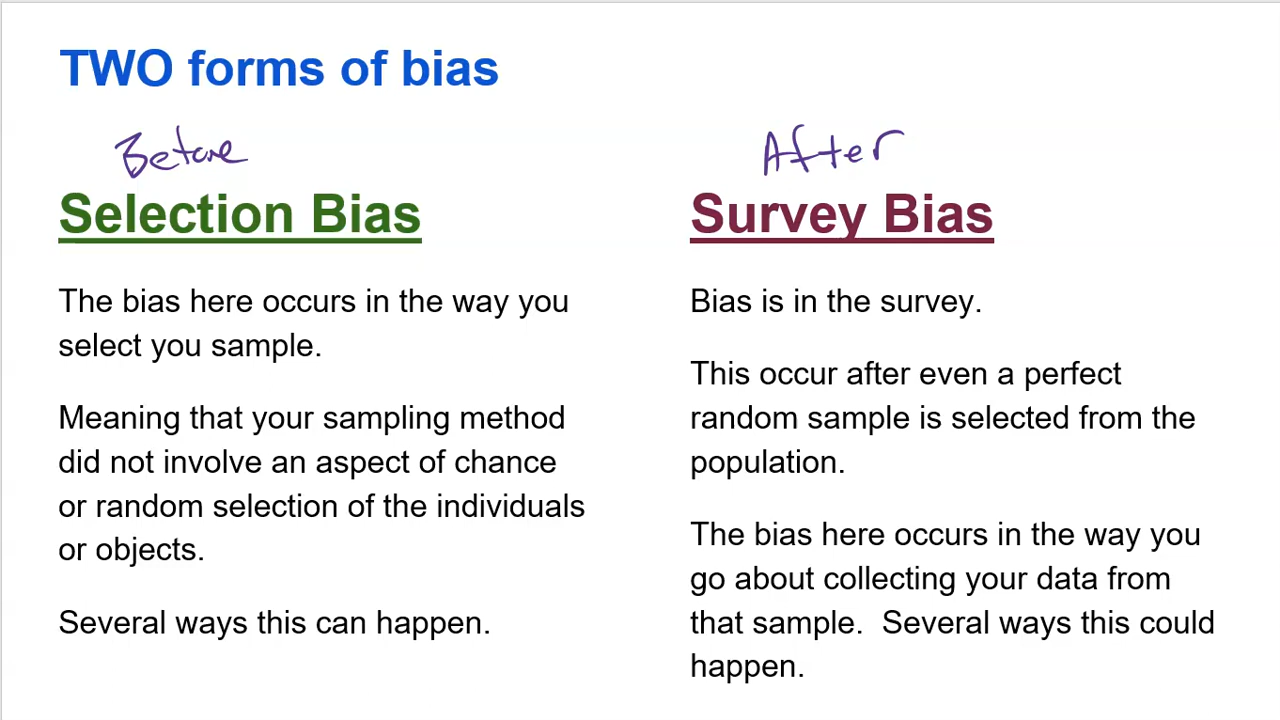 TWO forms of bias
Before
Selection Bias
The bias here occurs in the way you
select you sample.
Meaning that your sampling method
did not involve an aspect of chance
or random selection of the individuals
or objects.
Several ways this can happen.
After
Survey Bias
Bias is in the survey.
This occur after even a perfect
random sample is selected from the
population.
The bias here occurs in the way you
go about collecting your data from
that sample.  Several ways this could
happen.